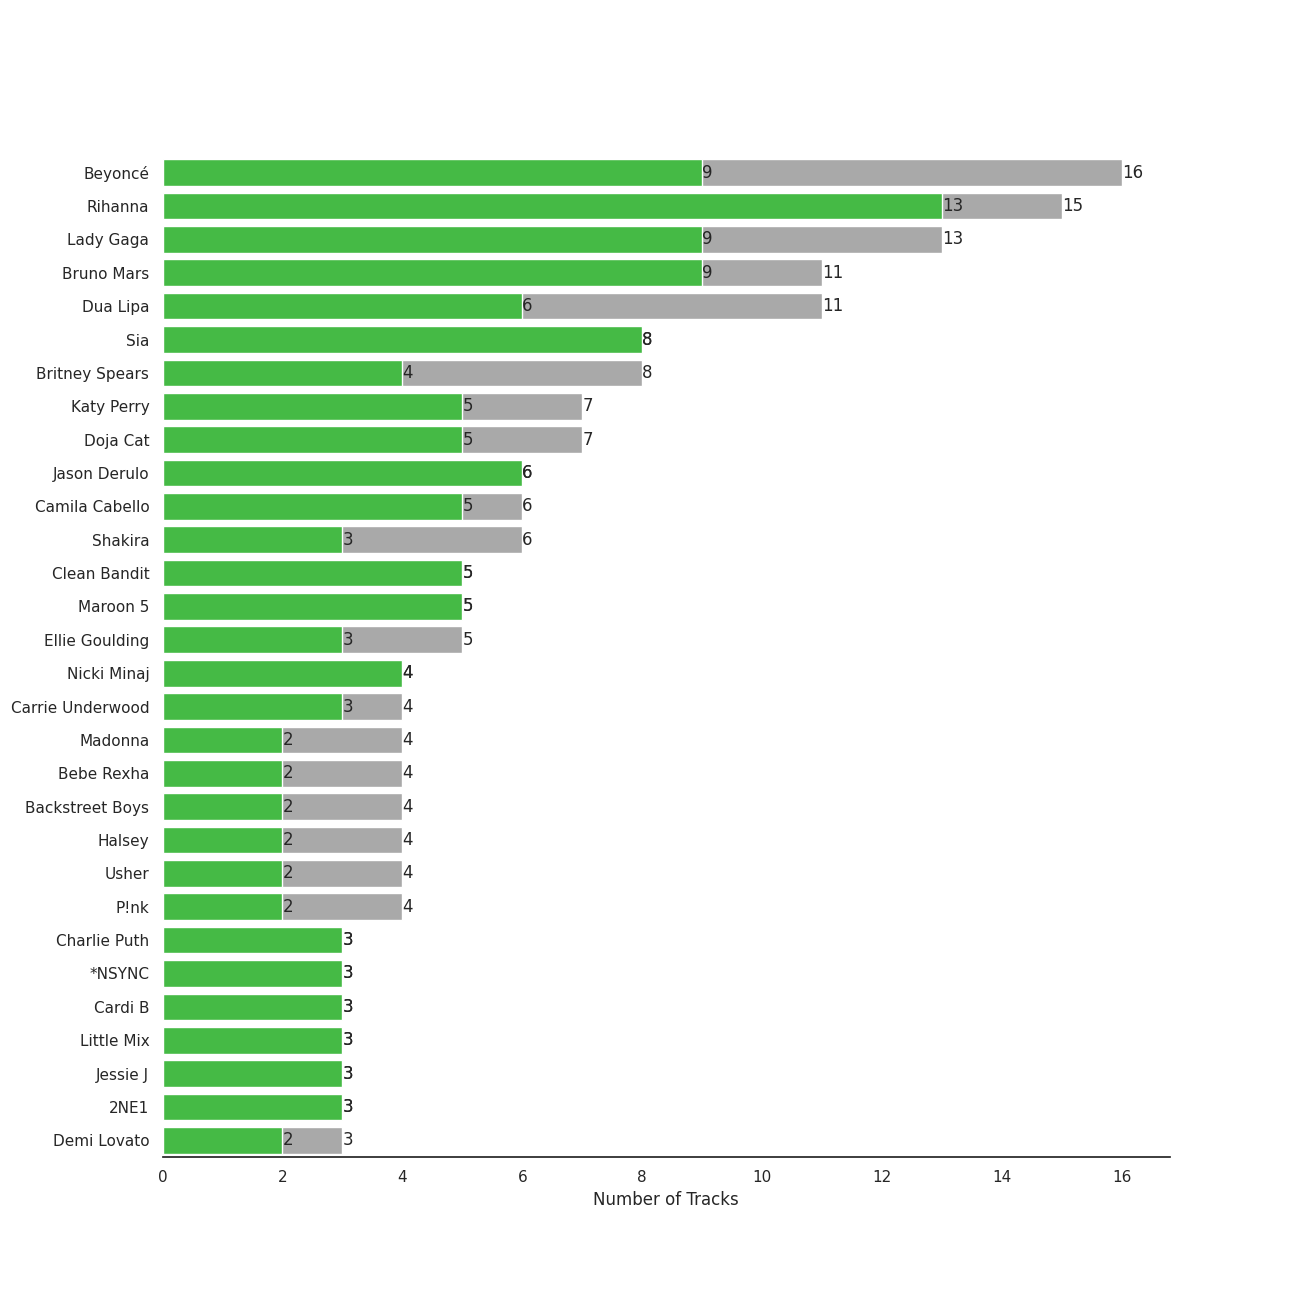 Beyoncé 9 16
Rihanna 13 15
Lady Gaga 9 13
Bruno Mars 9 11
Dua Lipa 6 11
Sia 8
Britney Spears 4 8
Katy Perry 5 7
Doja Cat 5 7
Jason Derulo 6
Camila Cabello 5 6
Shakira 3 6
Clean Bandit 5
Maroon 5 5
Ellie Goulding 3 5
Nicki Minaj 4
Carrie Underwood 3 4
Madonna 2 4
Bebe Rexha 2 4
Backstreet Boys 2 4
Halsey 2 4
Usher 2 4
P!nk 2 4
Charlie Puth 3
*NSYNC 3
Cardi B 3
Little Mix 3
Jessie J 3
2NE1 3
Demi Lovato 2 3
0 2 4 6 8 10 12 14 16
Number of Tracks